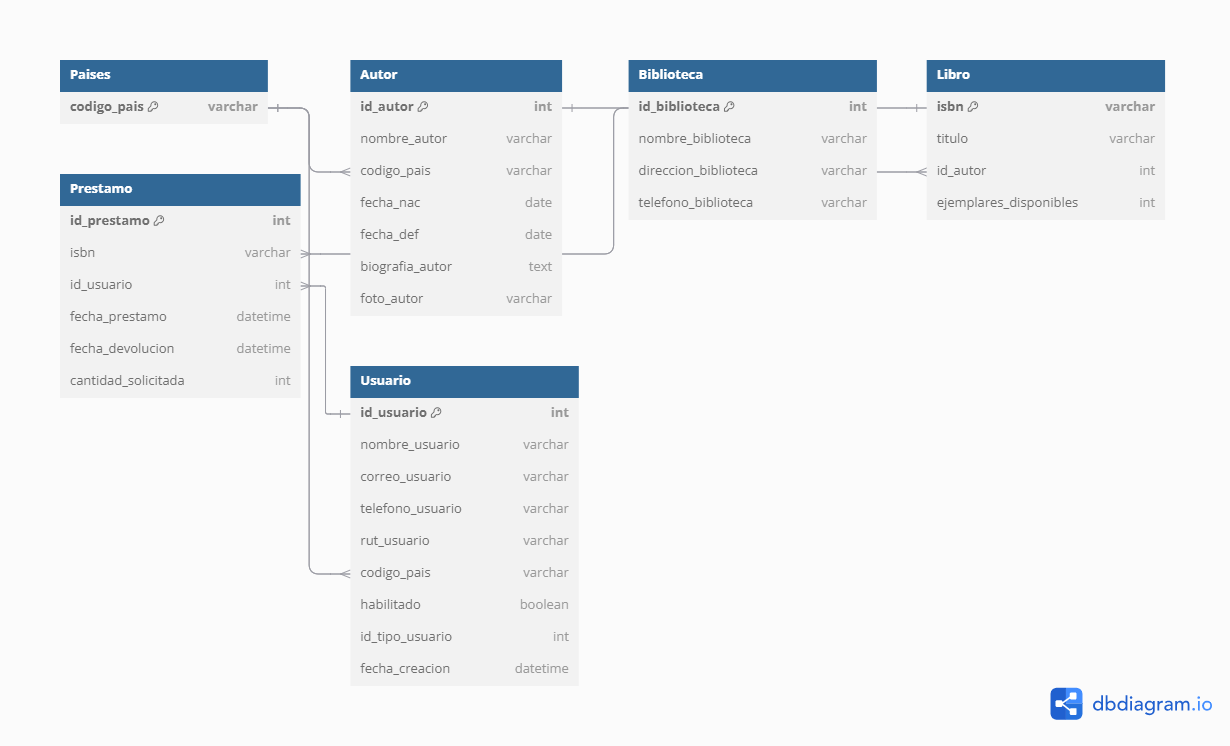 Paises
codigo_pais varchar
Prestamo
id_prestamo int
isbn varchar
id_usuario int
fecha_prestamo datetime
fecha_devolucion datetime
cantidad_solicitada int
Autor
id_autor int
nombre_autor varchar
codigo_pais varchar
fecha_nac date
fecha_def date
biografia_autor text
foto_autor varchar
Usuario
id_usuario int
nombre_usuario varchar
correo_usuario varchar
telefono_usuario varchar
rut_usuario varchar
codigo_pais varchar
habilitado boolean
id_tipo_usuario int
fecha_creacion datetime
Biblioteca
id_biblioteca int
nombre_biblioteca varchar
direccion_biblioteca varchar
telefono_biblioteca varchar
Libro
isbn varchar
titulo varchar
id_autor int
ejemplares_disponibles int
dbdiagram.io